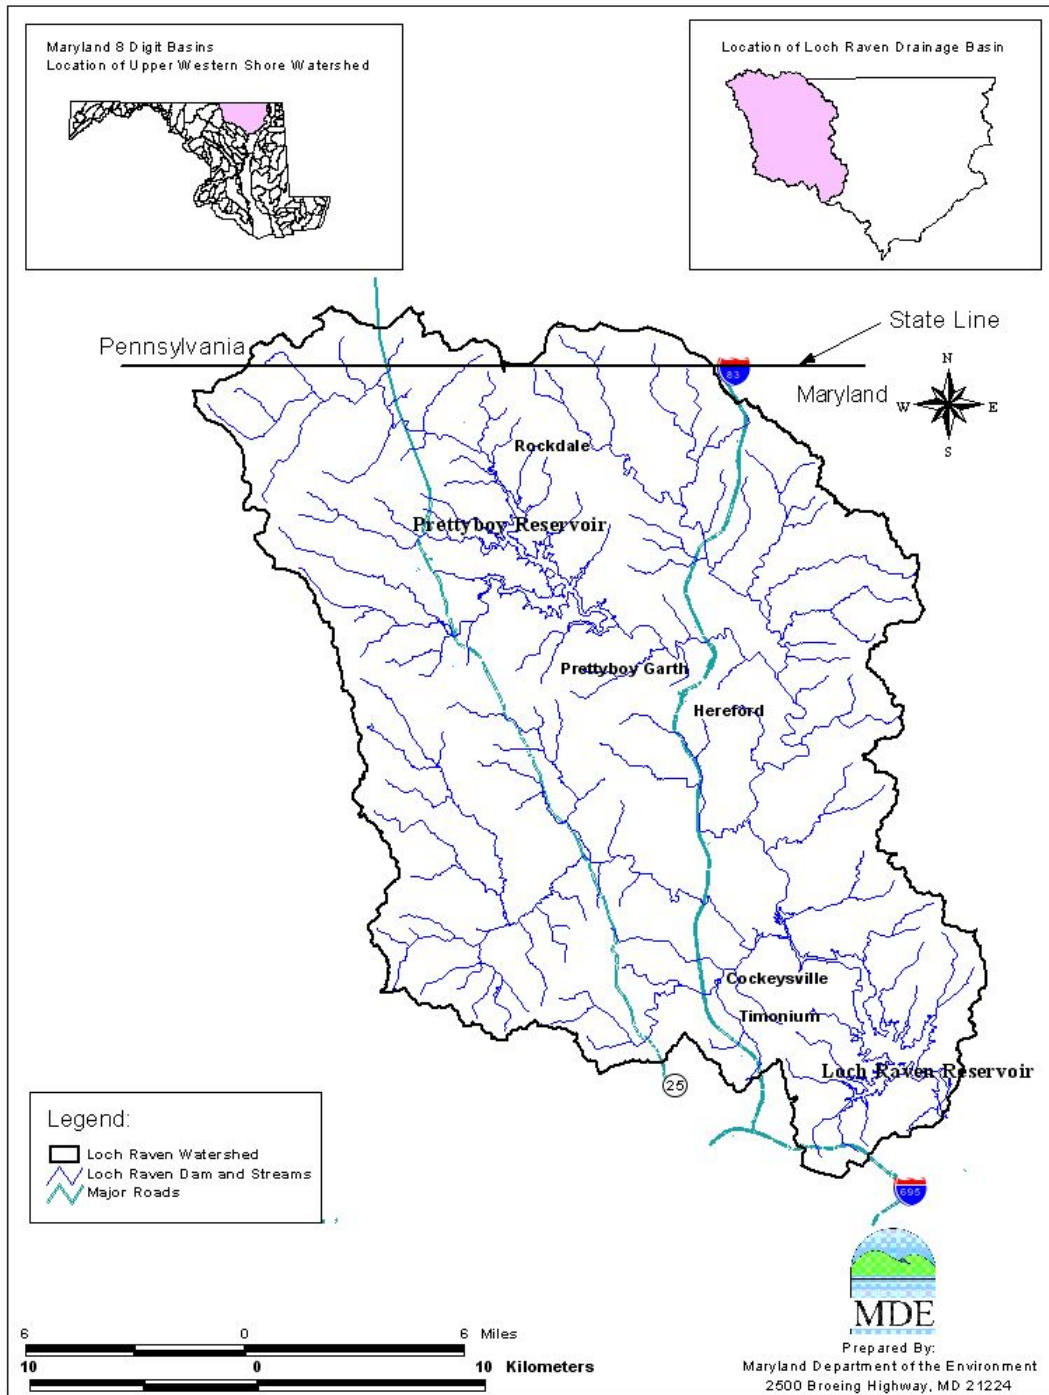 Maryland 8 Digit Basins
Location of Upper Western Shore Watershed
Location of Loch Raven Drainage Basin
State Line
Pennsylvania
83
Maryland
N
W
E
S
Rockdale
Prettyboy Reservoir
Prettyboy Garth
Hereford
Cockeysville
Timonium
Loch Raven Reservoir
25
Legend:
Loch Raven Watershed
Loch Raven Dam and Streams
Major Roads
695
MDE
6 0 6 Miles
10 0 10 Kilometers
Prepared By:
Maryland Department of the Environment
2500 Broeing Highway, MD 21224